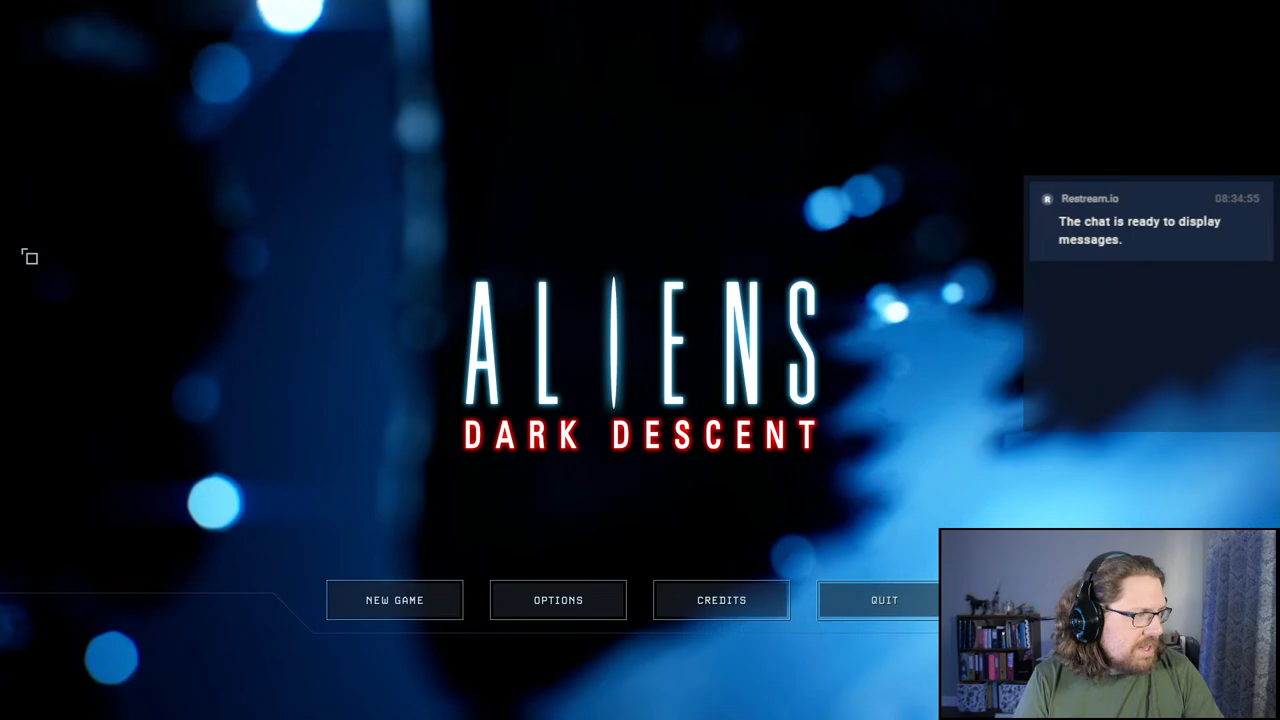 R Restream.io 08:34:55
The chat is ready to display
messages.
ALIENS
DARK DESCENT
NEW GAME
OPTIONS
CREDITS
QUIT